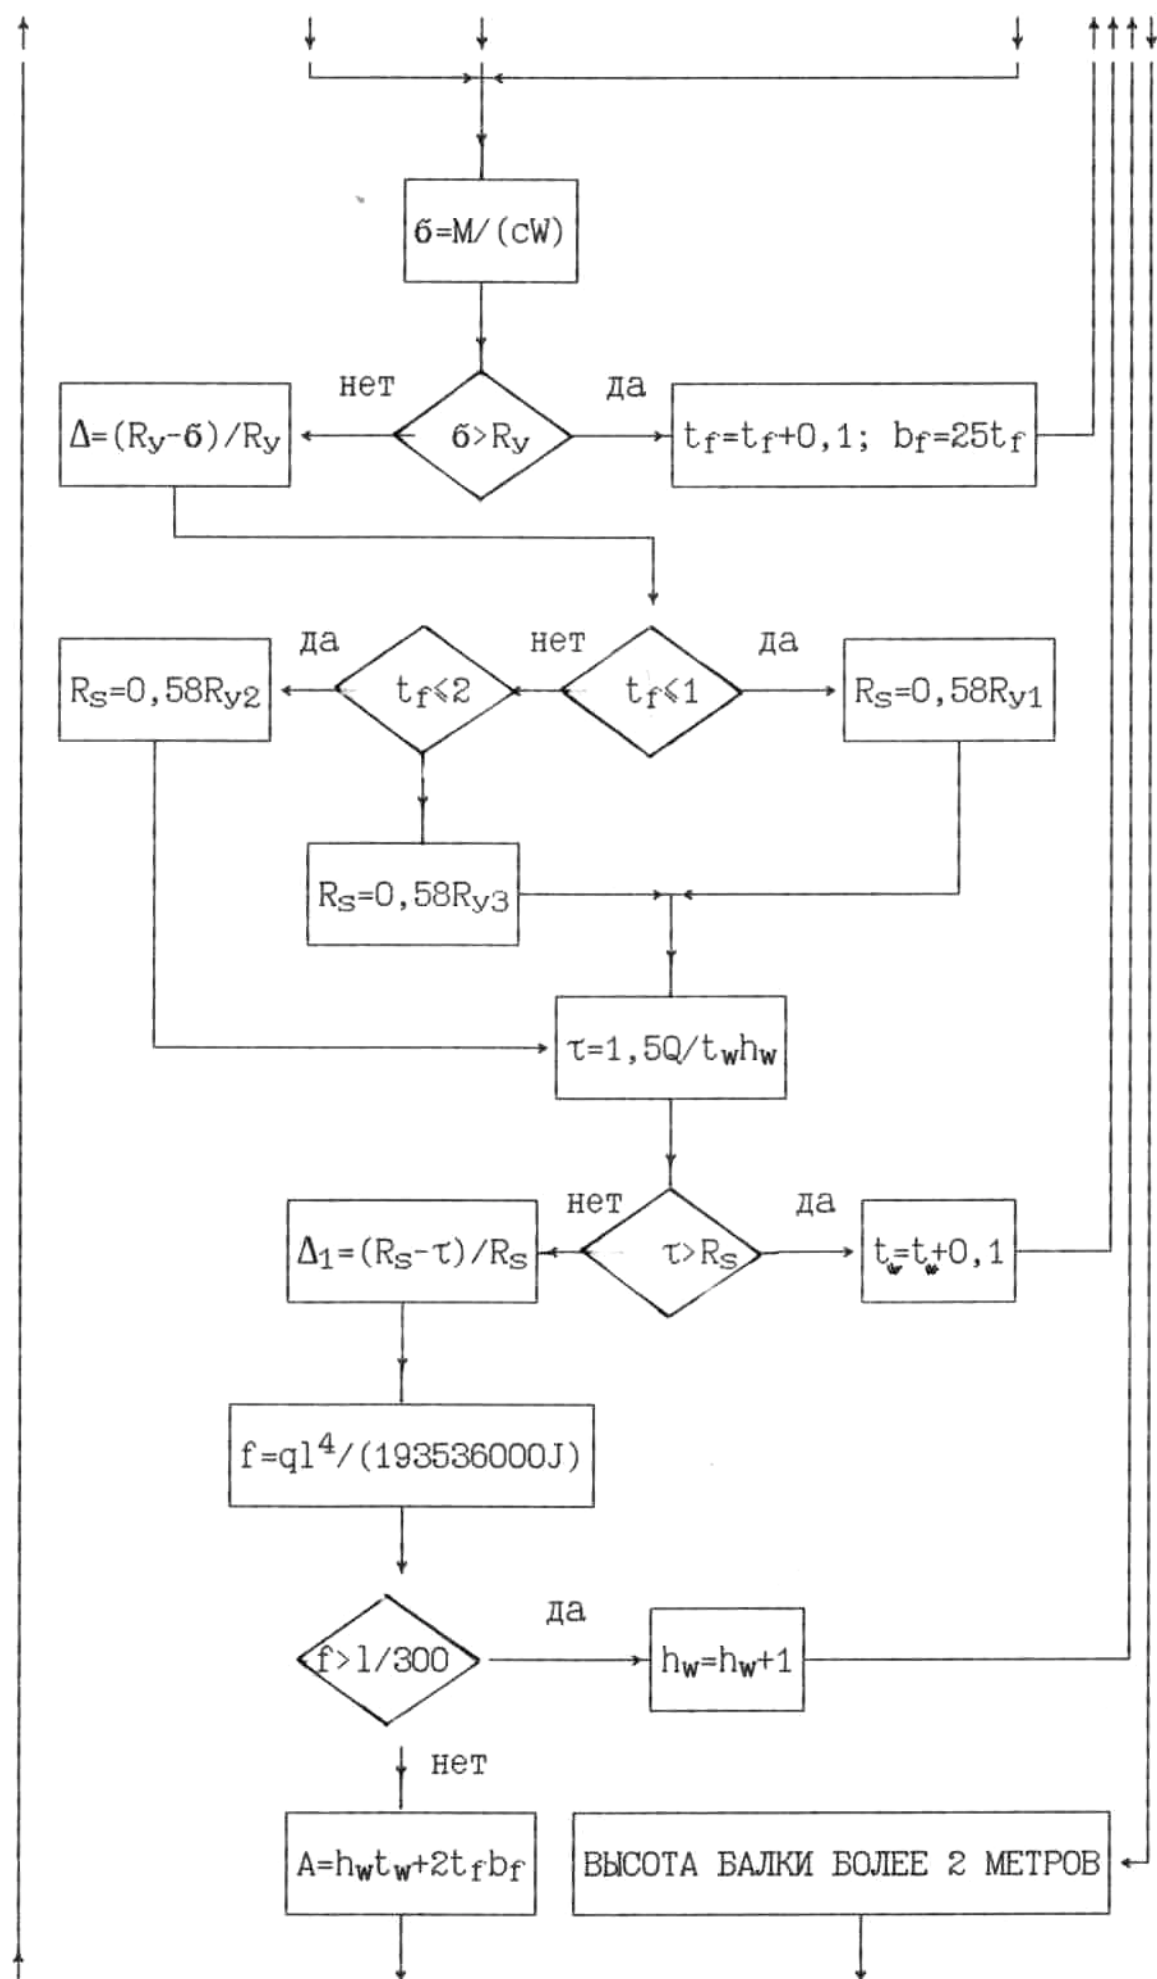 б=M/(cW)
нет
да
Δ=(Ry-б)/Ry
б>Ry
tf=tf+0,1; bf=25tf
да
нет
да
Rs=0,58Ry2
tf⩽2
tf⩽1
Rs=0,58Ry1
Rs=0,58Ry3
τ=1,5Q/twhw
нет
да
Δ1=(Rs-τ)/Rs
τ>Rs
tw=tw+0,1
f=ql⁴/(193536000J)
да
f>l/300
hw=hw+1
нет
A=hwtw+2tfbf
ВЫСОТА БАЛКИ БОЛЕЕ 2 МЕТРОВ